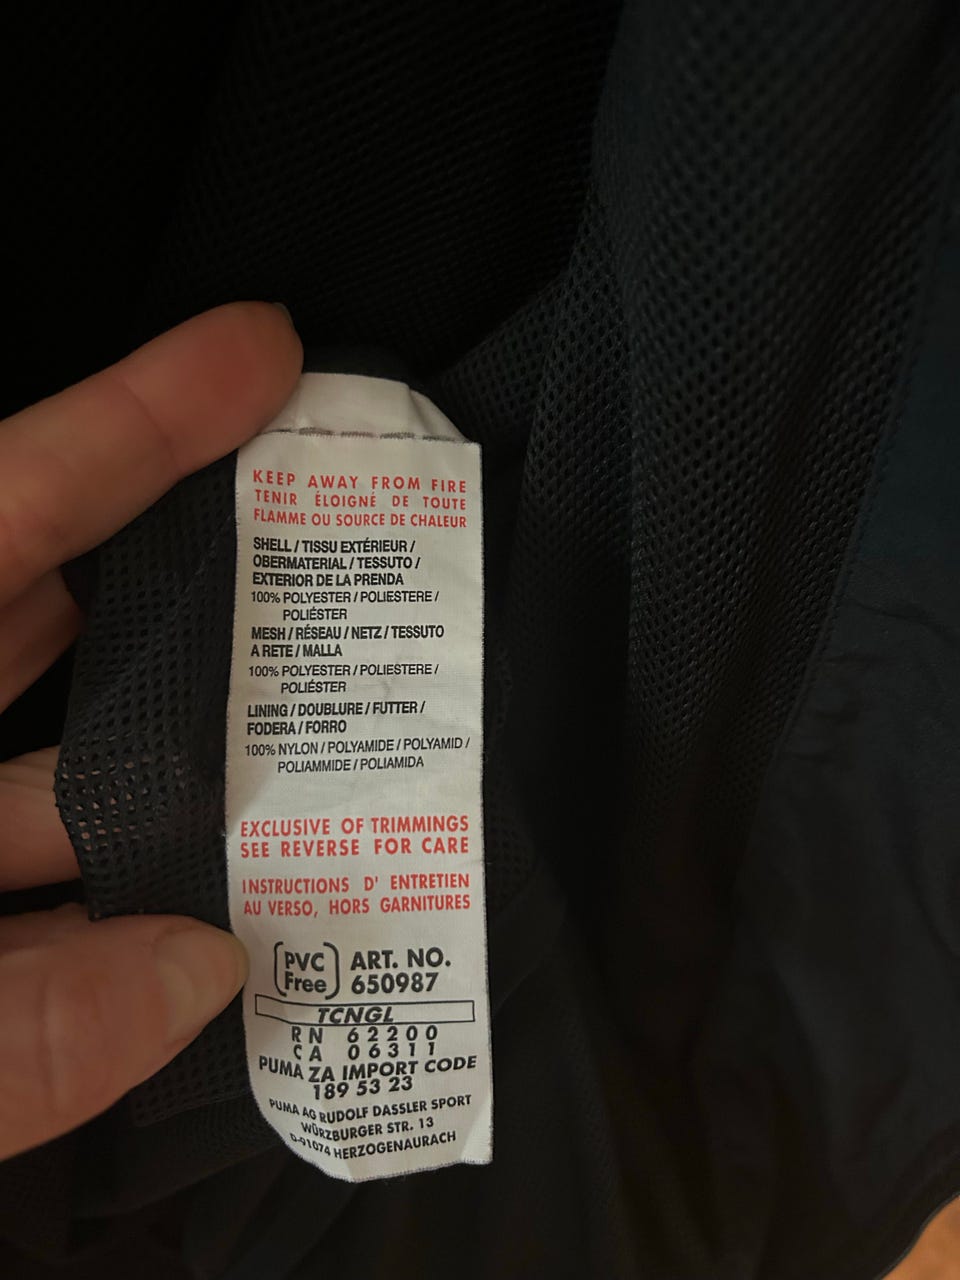 KEEP AWAY FROM FIRE
TENIR ÉLOIGNÉ DE TOUTE
FLAMME OU SOURCE DE CHALEUR
SHELL / TISSU EXTÉRIEUR /
OBERMATERIAL / TESSUTO /
EXTERIOR DE LA PRENDA
100% POLYESTER / POLIESTERE /
POLIÉSTER
MESH / RÉSEAU / NETZ / TESSUTO
A RETE / MALLA
100% POLYESTER / POLIESTERE /
POLIÉSTER
LINING / DOUBLURE / FUTTER /
FODERA / FORRO
100% NYLON / POLYAMIDE / POLYAMID /
POLIAMMIDE / POLIAMIDA
EXCLUSIVE OF TRIMMINGS
SEE REVERSE FOR CARE
INSTRUCTIONS D' ENTRETIEN
AU VERSO, HORS GARNITURES
PVC Free ART. NO.
650987
TCNGL
RN 62200
CA 06311
PUMA ZA IMPORT CODE
189 53 23
PUMA AG RUDOLF DASSLER SPORT
WÜRZBURGER STR. 13
D-91074 HERZOGENAURACH